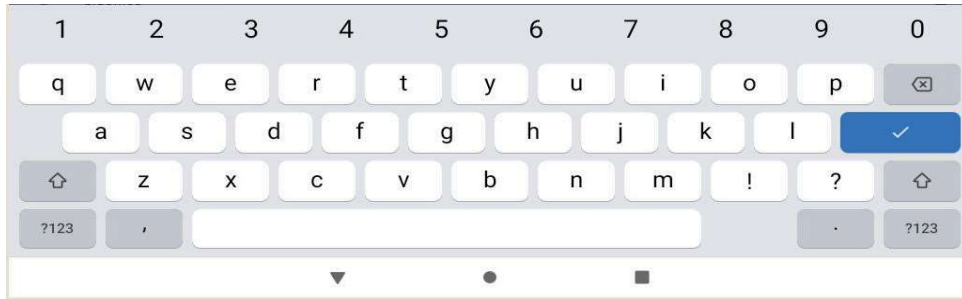 1 2 3 4 5 6 7 8 9 0
q w e r t y u i o p
a s d f g h j k l
z x c v b n m ! ?
?123 , . ?123